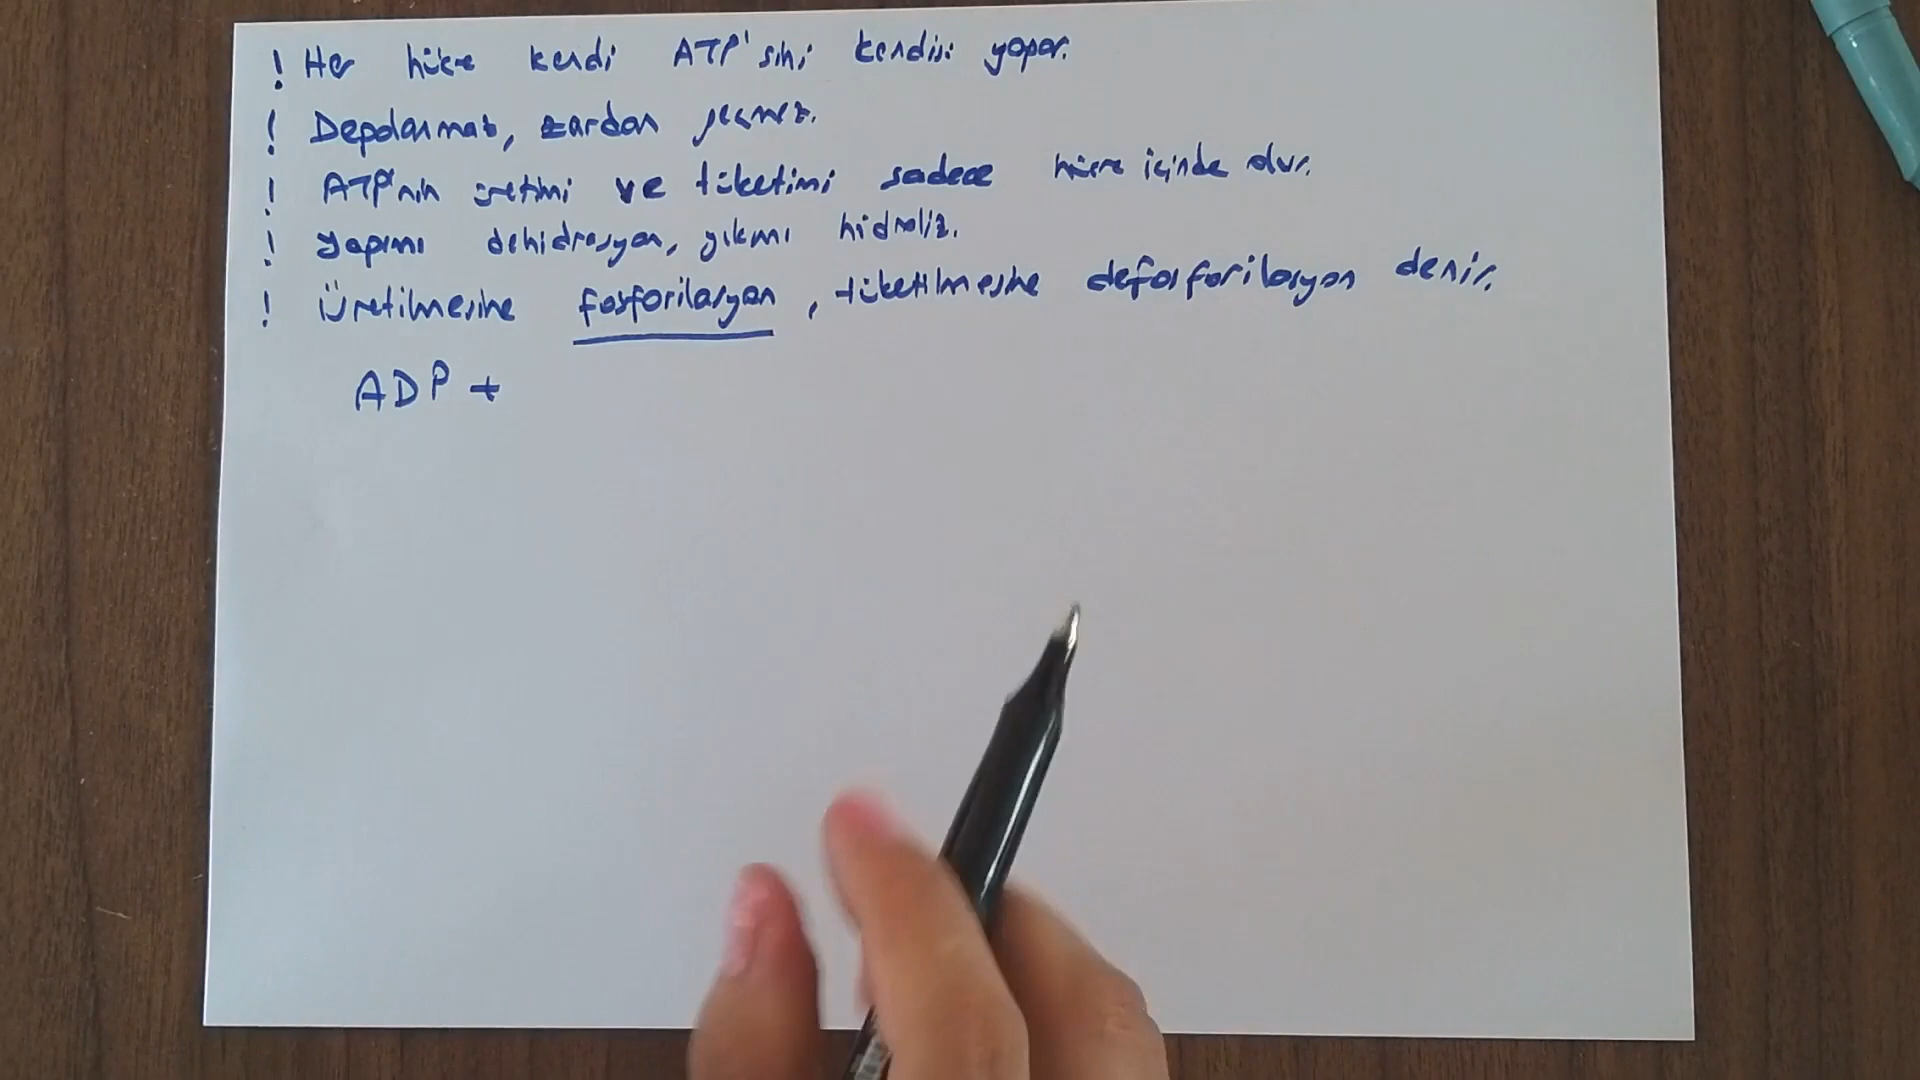 ! Her hücre kendi ATP'sini kendisi yapar.
! Depolanmaz, zardan geçmez.
! ATP'nin üretimi ve tüketimi sadece hücre içinde olur.
! Yapımı dehidrasyon, yıkımı hidroliz.
! Üretilmesine fosforilasyon, tüketilmesine defosforilasyon denir.
ADP +